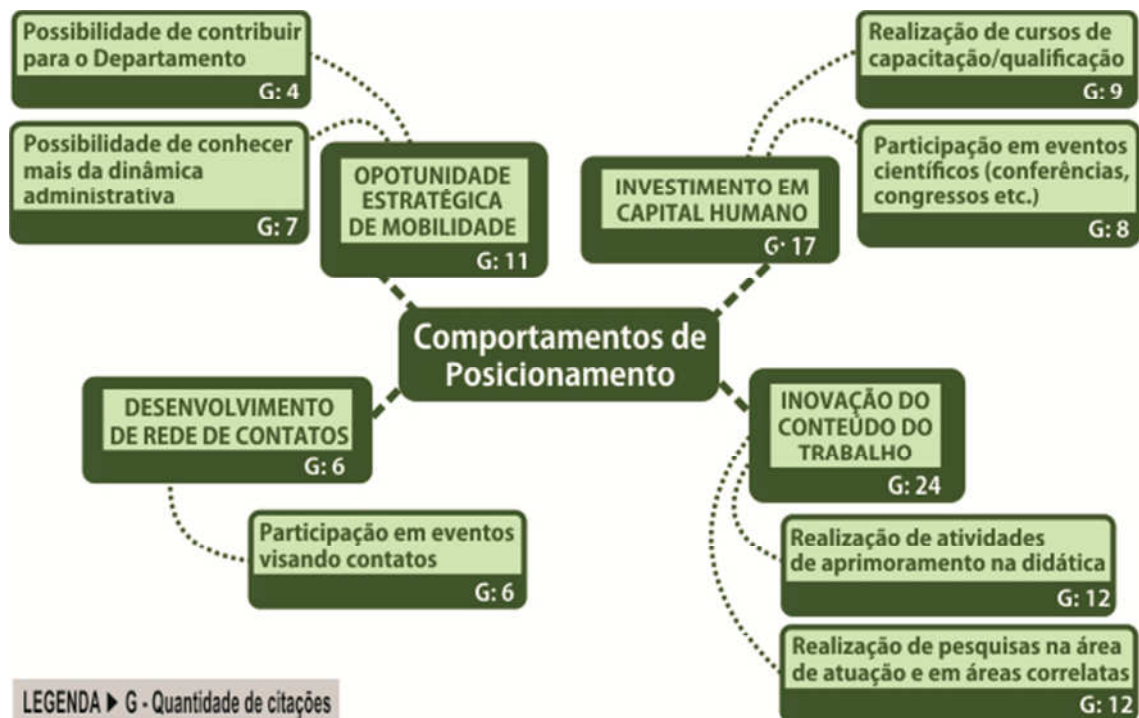 Possibilidade de contribuir
para o Departamento
G: 4
Possibilidade de conhecer
mais da dinâmica
administrativa
G: 7
OPOTUNIDADE
ESTRATÉGICA
DE MOBILIDADE
G: 11
Realização de cursos de
capacitação/qualificação
G: 9
Participação em eventos
científicos (conferências,
congressos etc.)
G: 8
INVESTIMENTO EM
CAPITAL HUMANO
G: 17
Comportamentos de
Posicionamento
DESENVOLVIMENTO
DE REDE DE CONTATOS
G: 6
Participação em eventos
visando contatos
G: 6
INOVAÇÃO DO
CONTEÚDO DO
TRABALHO
G: 24
Realização de atividades
de aprimoramento na didática
G: 12
Realização de pesquisas na área
de atuação e em áreas correlatas
G: 12
LEGENDA ▶ G - Quantidade de citações